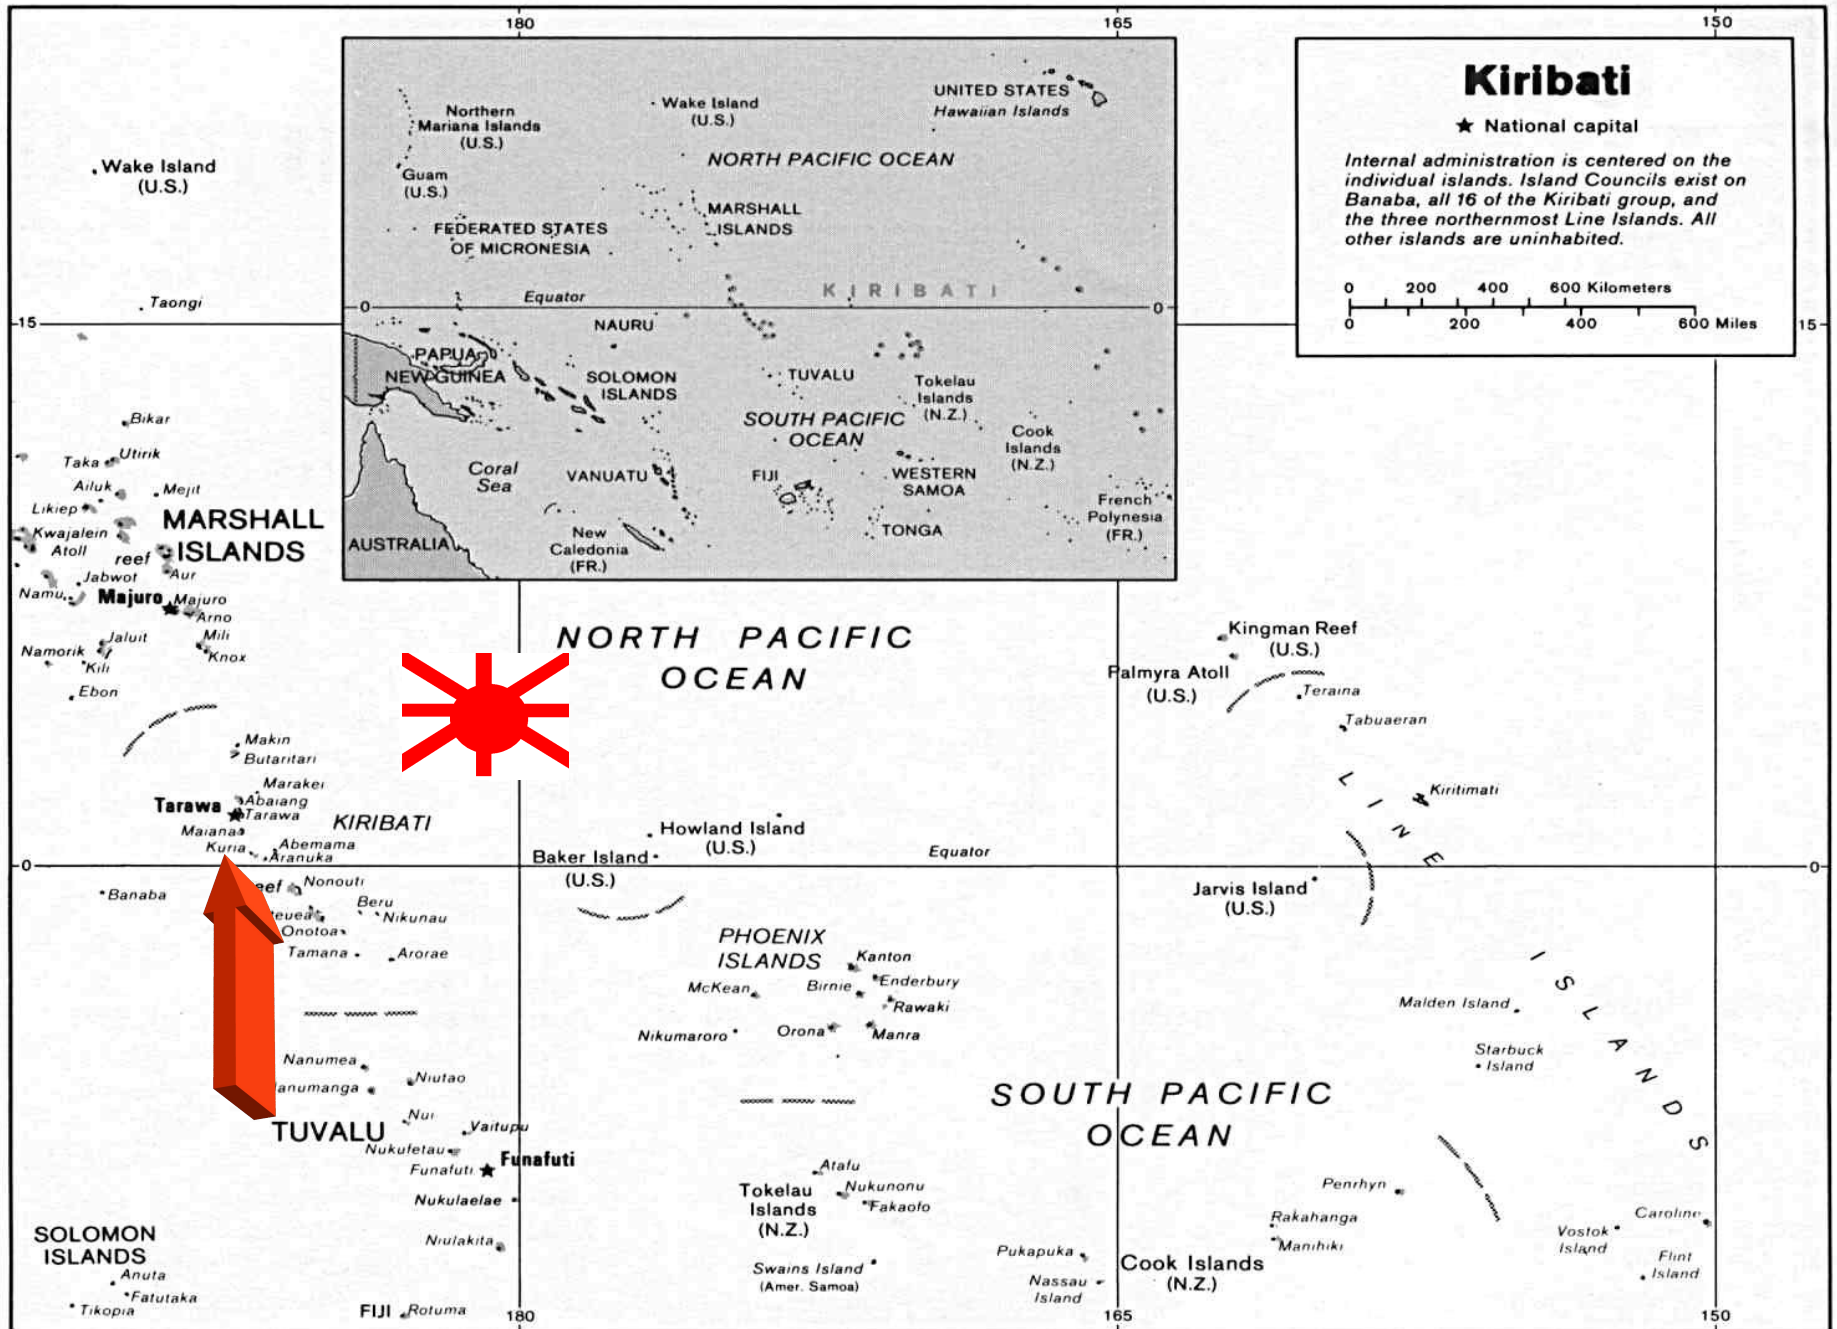 180
165
150
Kiribati
★ National capital
Internal administration is centered on the
individual islands. Island Councils exist on
Banaba, all 16 of the Kiribati group, and
the three northernmost Line Islands. All
other islands are uninhabited.
0 200 400 600 Kilometers
0 200 400 600 Miles
Northern
Mariana Islands
(U.S.)
Wake Island
(U.S.)
UNITED STATES
Hawaiian Islands
NORTH PACIFIC OCEAN
Guam
(U.S.)
MARSHALL
ISLANDS
FEDERATED STATES
OF MICRONESIA
KIRIBATI
0
Equator
0
NAURU
PAPUA
NEW GUINEA
SOLOMON
ISLANDS
TUVALU
Tokelau
Islands
(N.Z.)
SOUTH PACIFIC
OCEAN
Cook
Islands
(N.Z.)
Coral
Sea
VANUATU
FIJI
WESTERN
SAMOA
French
Polynesia
(FR.)
TONGA
New
Caledonia
(FR.)
AUSTRALIA
Wake Island
(U.S.)
Taongi
15
15
Bikar
Utirik
Taka
Ailuk
Mejit
Likiep
Kwajalein
Atoll
MARSHALL
ISLANDS
reef
Aur
Jabwot
Namu
Majuro
Majuro
Arno
Jaluit
Mili
Namorik
Kili
Knox
Ebon
NORTH PACIFIC
OCEAN
Kingman Reef
(U.S.)
Palmyra Atoll
(U.S.)
Teraina
Tabuaeran
Kiritimati
LINE
ISLANDS
Makin
Butaritari
Marakei
Abaiang
Tarawa
Tarawa
Maiana
KIRIBATI
Kuria
Abemama
Aranuka
Howland Island
(U.S.)
Baker Island
(U.S.)
Equator
0
0
Jarvis Island
(U.S.)
Banaba
eef
Nonouti
Beru
Nikunau
teuea
Onotoa
Tamana
Arorae
PHOENIX
ISLANDS
Kanton
Enderbury
McKean
Birnie
Rawaki
Nikumaroro
Orona
Manra
Malden Island
Starbuck
Island
Nanumea
Niutao
anumanga
Nui
TUVALU
Vaitupu
Nukufetau
Funafuti
Funafuti
Nukulaelae
Niulakita
SOUTH PACIFIC
OCEAN
Atafu
Tokelau
Islands
(N.Z.)
Nukunonu
Fakaofo
Swains Island
(Amer. Samoa)
Penrhyn
Rakahanga
Manihiki
Pukapuka
Nassau
Island
Cook Islands
(N.Z.)
Vostok
Island
Caroline
Flint
Island
SOLOMON
ISLANDS
Anuta
Fatutaka
Tikopia
FIJI
Rotuma
180
165
150